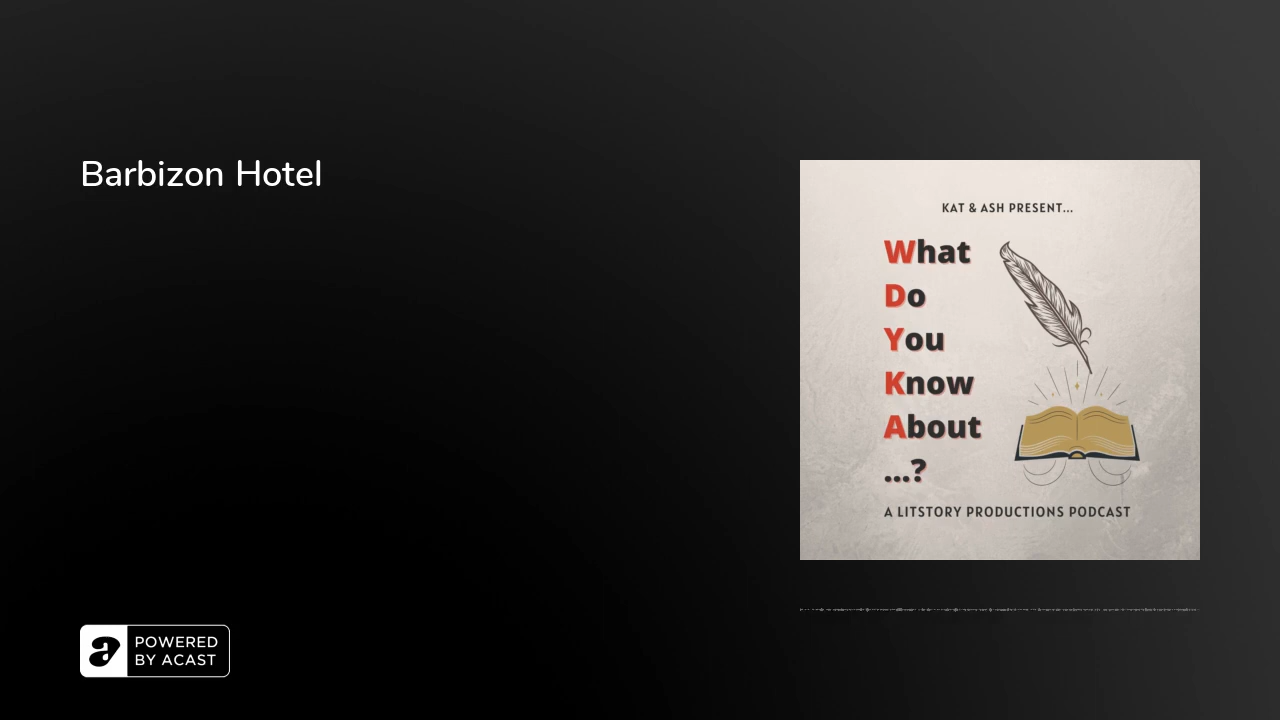 Barbizon Hotel
KAT & ASH PRESENT...
What
Do
You
Know
About
...?
A LITSTORY PRODUCTIONS PODCAST
POWERED
BY ACAST